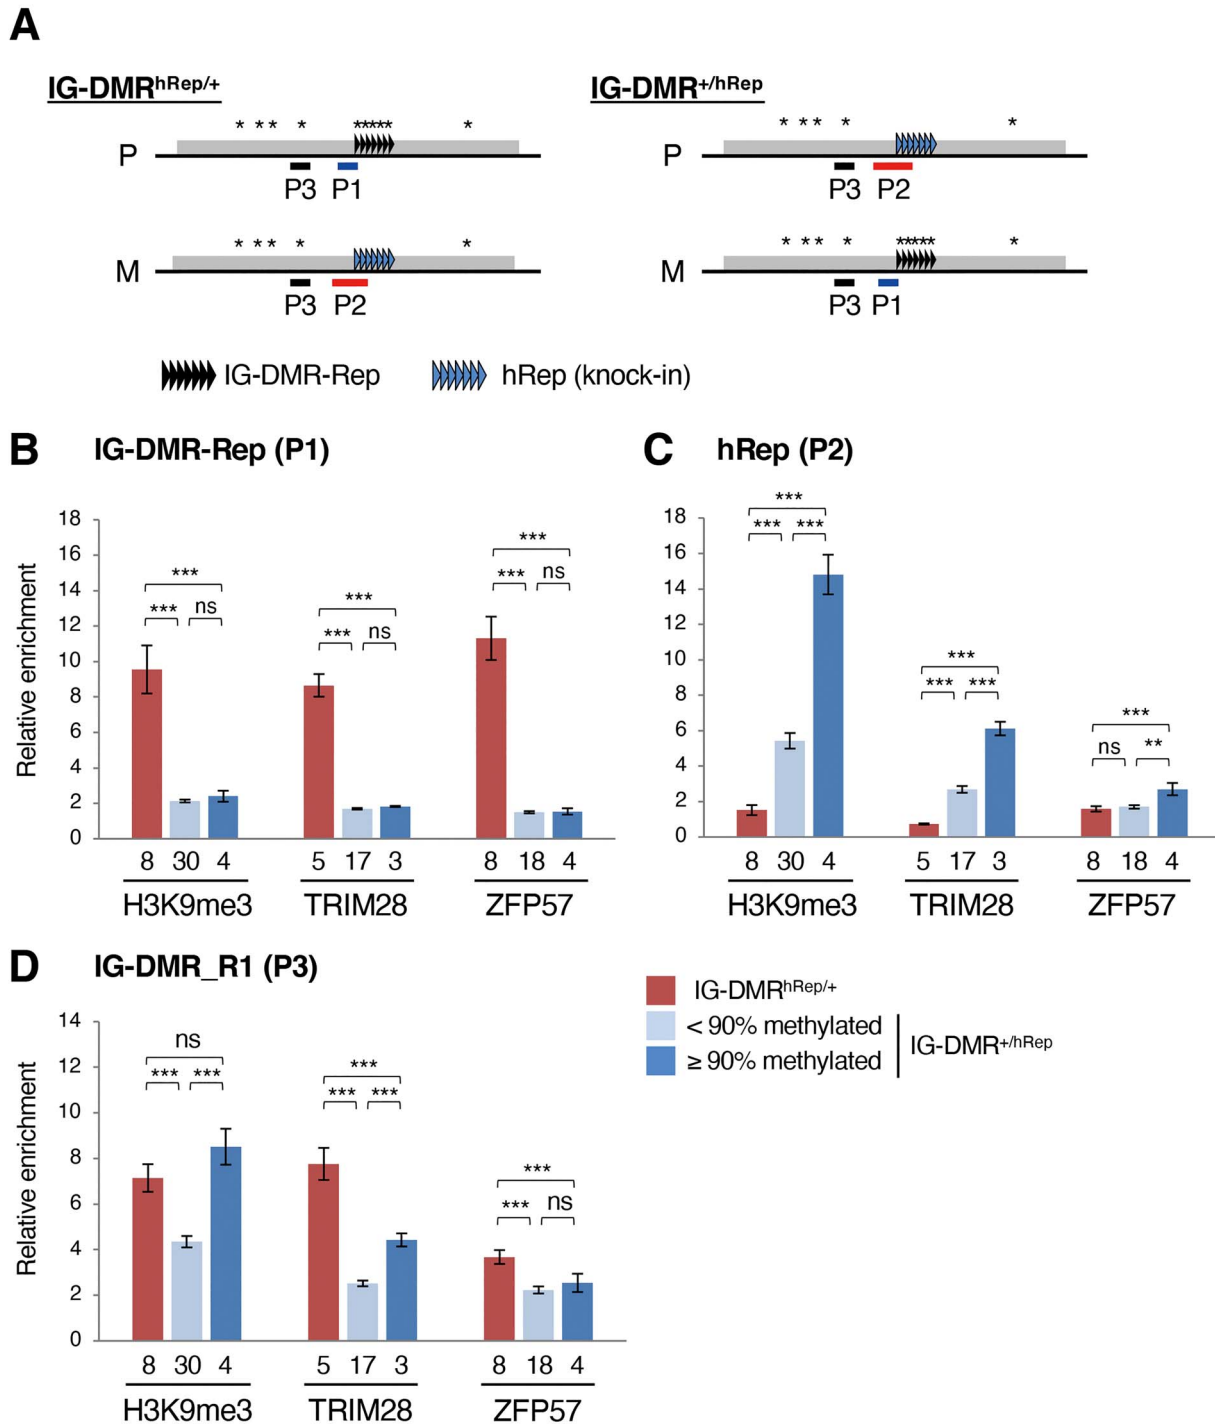 A
IG-DMRhRep/+ IG-DMR+/hRep
* ** * ****** * * ** * *
P P
P3 P1 P3 P2
* ** * * * ** * ****** *
M M
P3 P2 P3 P1
IG-DMR-Rep hRep (knock-in)
B IG-DMR-Rep (P1)
Relative enrichment
18
16
14
12
10
8
6
4
2
0
*** *** ns
*** *** ns
*** *** ns
8 30 4 5 17 3 8 18 4
H3K9me3 TRIM28 ZFP57
C hRep (P2)
18
16
14
12
10
8
6
4
2
0
*** *** ***
*** *** ***
*** ns **
8 30 4 5 17 3 8 18 4
H3K9me3 TRIM28 ZFP57
D IG-DMR_R1 (P3)
Relative enrichment
14
12
10
8
6
4
2
0
ns *** ***
*** *** ***
*** *** ns
8 30 4 5 17 3 8 18 4
H3K9me3 TRIM28 ZFP57
IG-DMRhRep/+
< 90% methylated
≥ 90% methylated
IG-DMR+/hRep